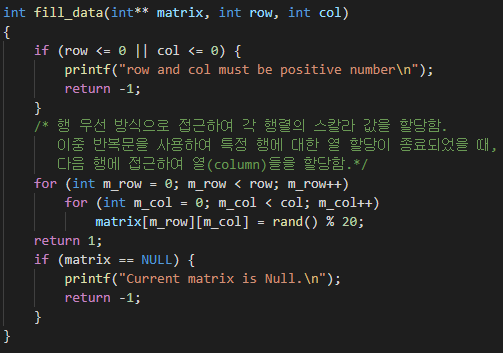 int fill_data(int** matrix, int row, int col)
{
    if (row <= 0 || col <= 0) {
        printf("row and col must be positive number\n");
        return -1;
    }
    /* 행 무선 방식으로 접근하여 각 행렬의 스칼라 값을 할당함.
       이중 반복문을 사용하여 특정 행에 대한 열 할당이 종료되었을 때,
       다음 행에 접근하여 열(column)들을 할당함.*/
    for (int m_row = 0; m_row < row; m_row++)
        for (int m_col = 0; m_col < col; m_col++)
            matrix[m_row][m_col] = rand() % 20;
    return 1;
    if (matrix == NULL) {
        printf("Current matrix is Null.\n");
        return -1;
    }
}